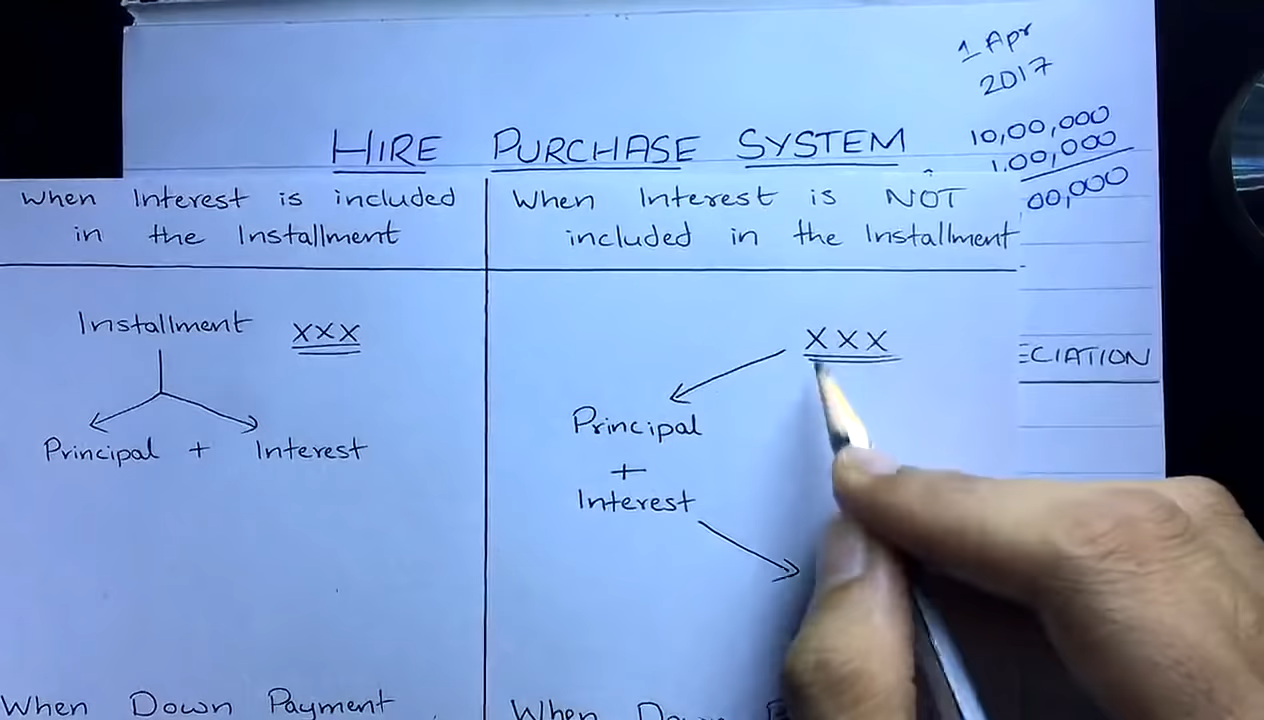 1 Apr
2017
HIRE PURCHASE SYSTEM
10,00,000
1,00,000
00,000
When Interest is included
in the Installment
When Interest is NOT
included in the Installment
Installment XXX
Principal + Interest
XXX
Principal
+
Interest
ECIATION
When Down Payment
When Down